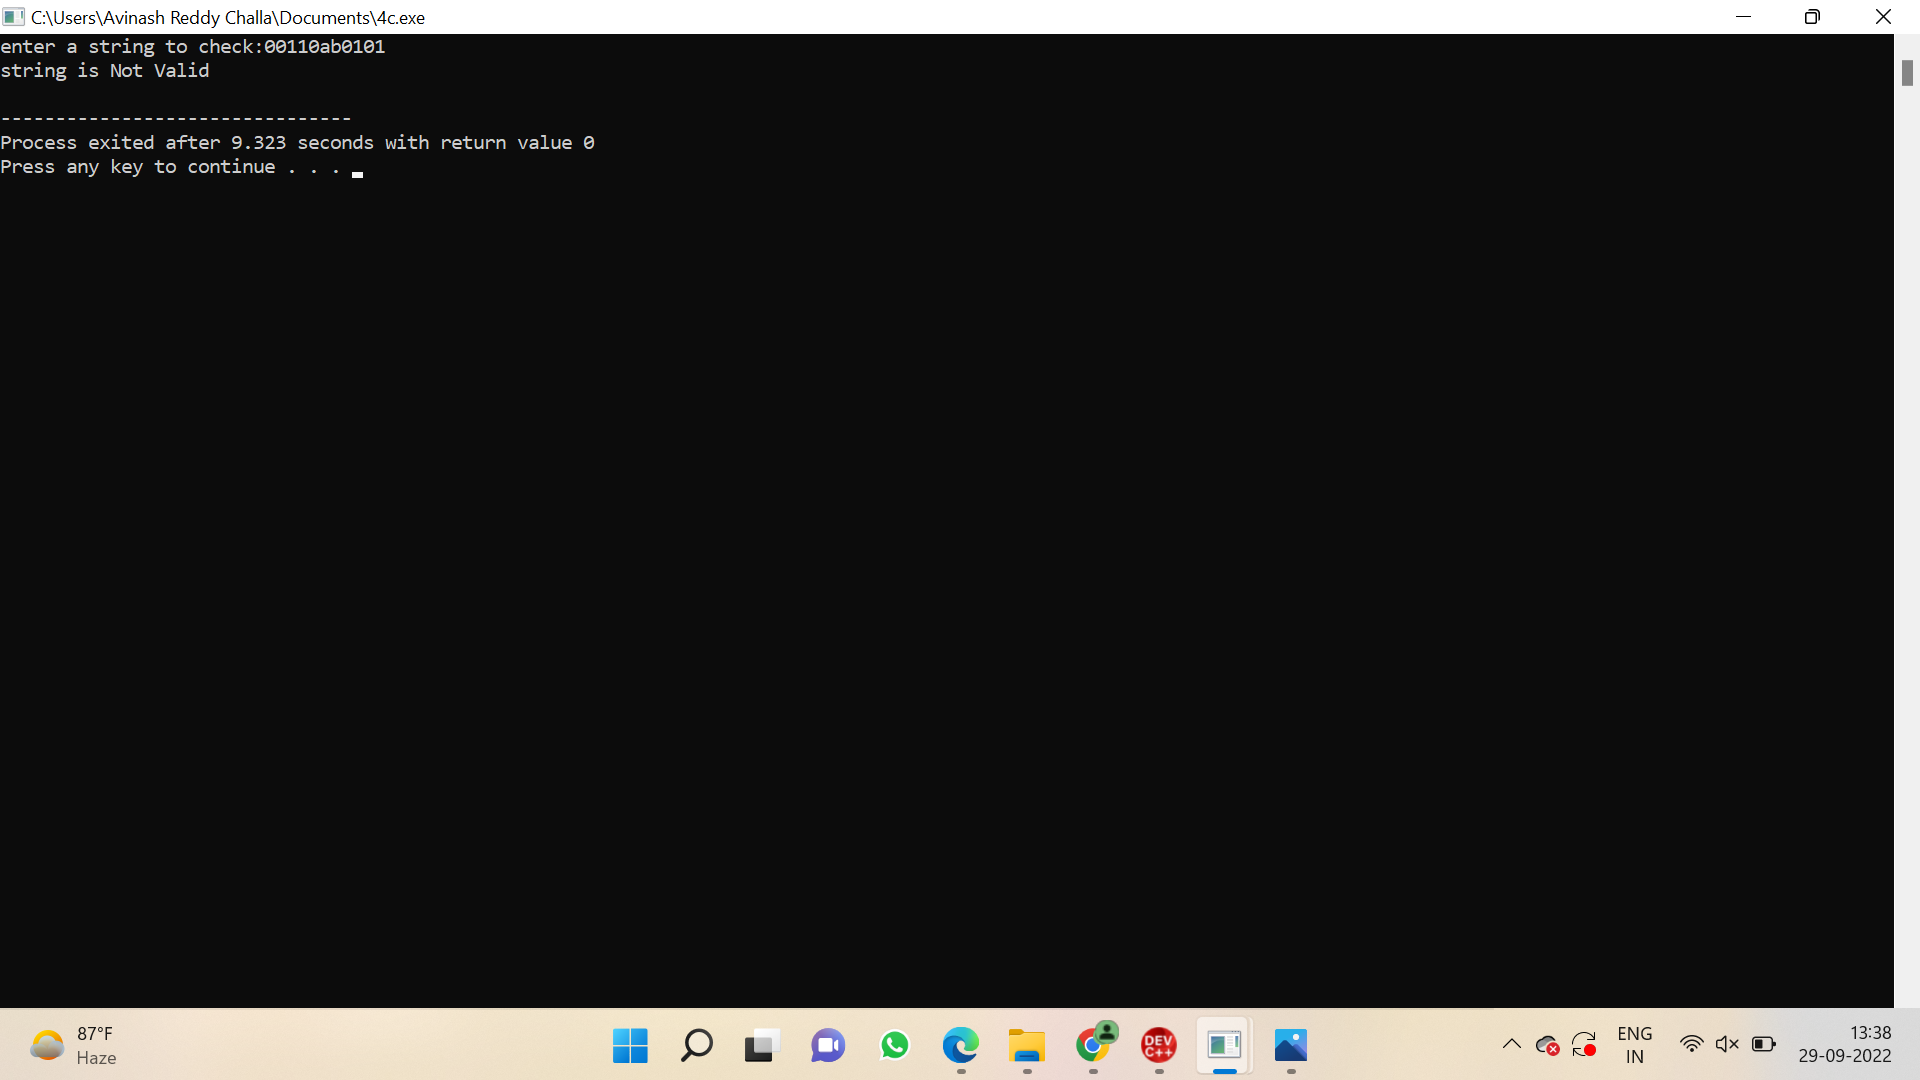 C:\Users\Avinash Reddy Challa\Documents\4c.exe
enter a string to check:00110ab0101
string is Not Valid
--------------------------------
Process exited after 9.323 seconds with return value 0
Press any key to continue . . .
87°F
Haze
DEV
C++
ENG
IN
13:38
29-09-2022